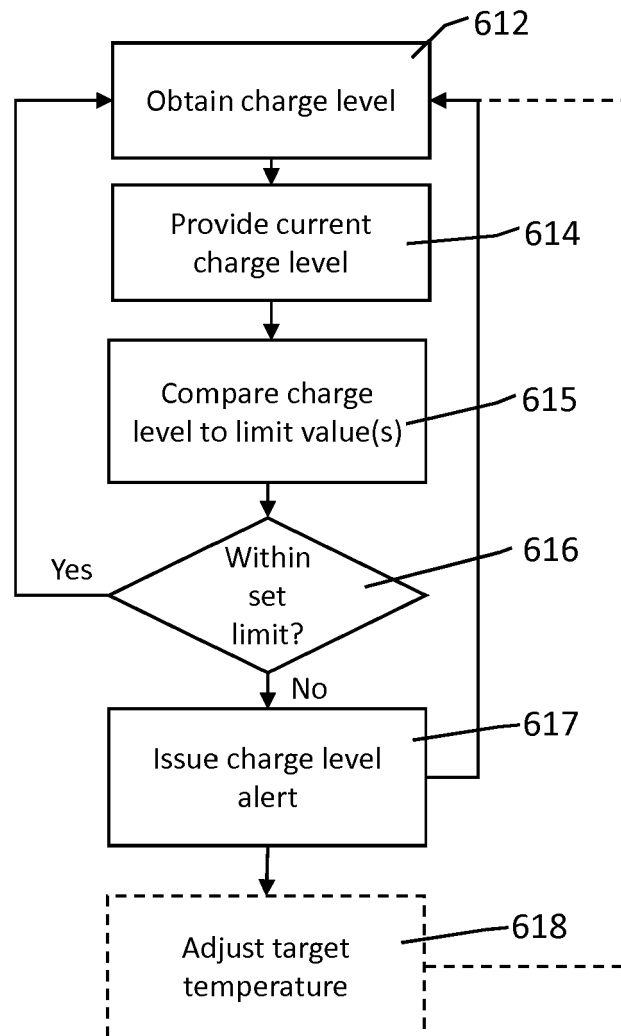 612
Obtain charge level
Provide current
charge level
614
Compare charge
level to limit value(s)
615
Within
set
limit?
616
Yes
No
Issue charge level
alert
617
Adjust target
temperature
618